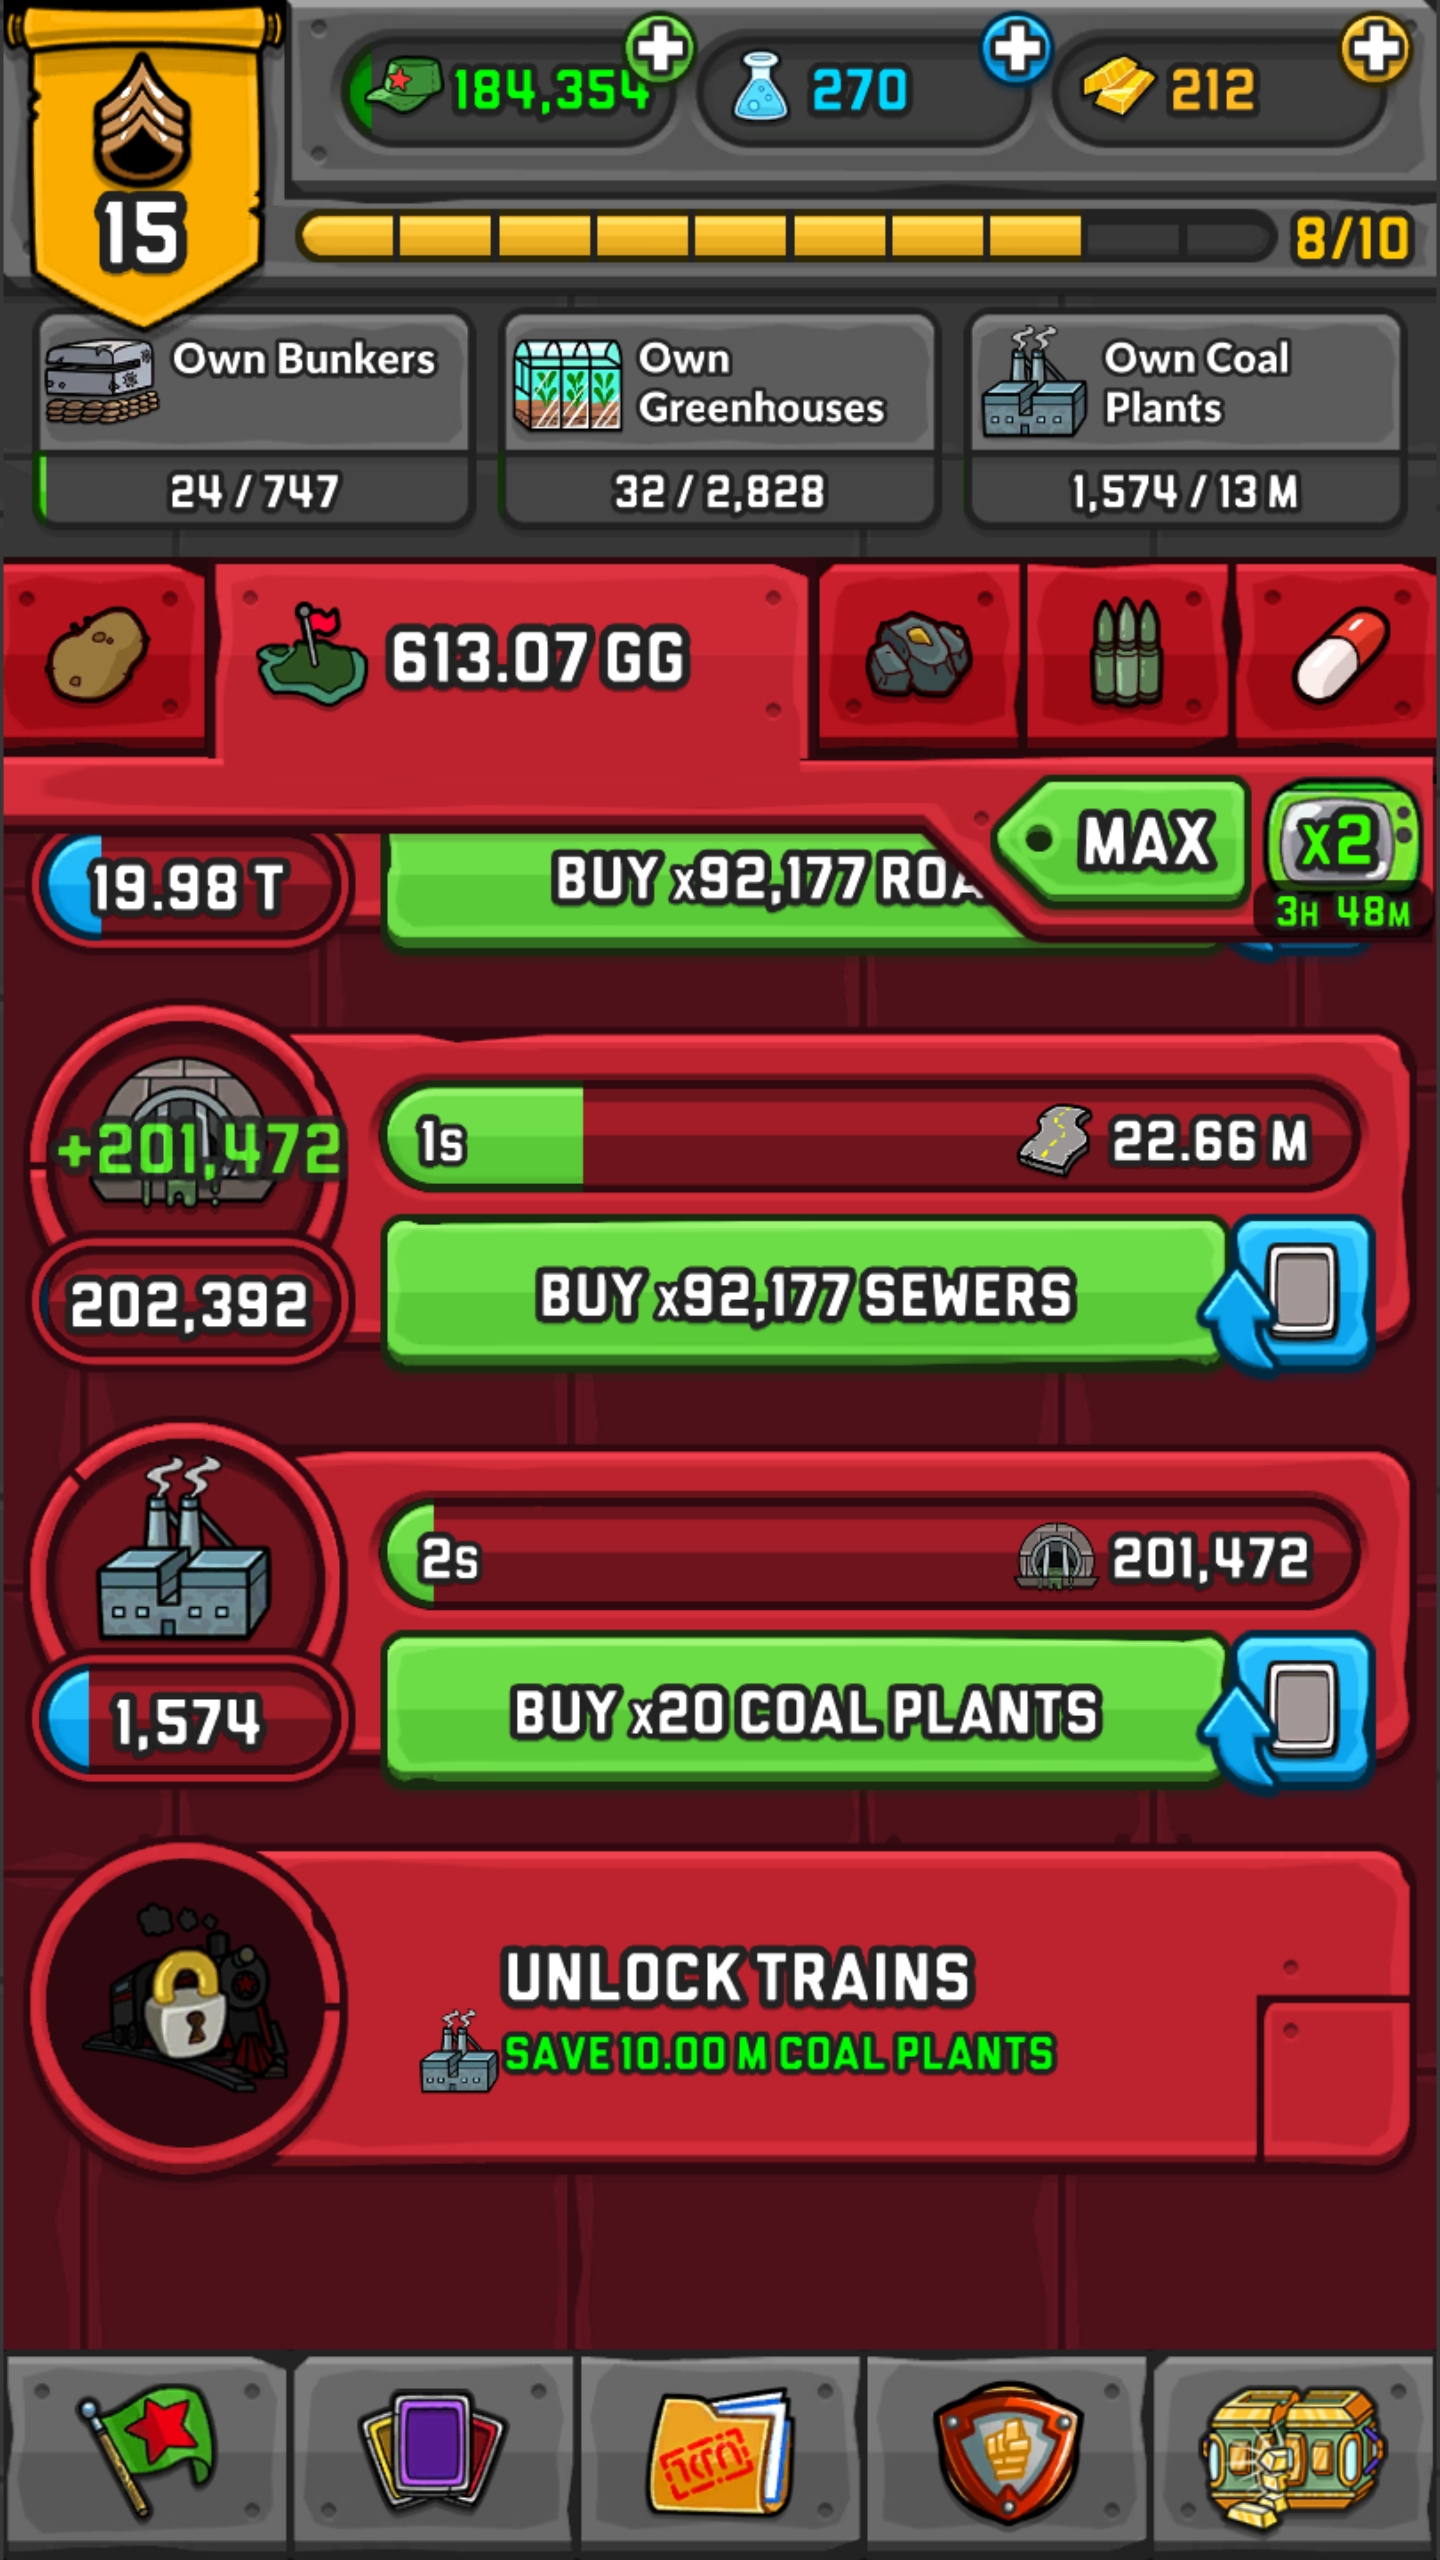 184,354
270
212
15
8/10
Own Bunkers
24 / 747
Own
Greenhouses
32 / 2,828
Own Coal
Plants
1,574 / 13 M
613.07 GG
MAX
x2
3H 48M
19.98 T
BUY x92,177 ROA
+201,472
1s
22.66 M
202,392
BUY x92,177 SEWERS
2s
201,472
1,574
BUY x20 COAL PLANTS
UNLOCK TRAINS
SAVE 10.00 M COAL PLANTS